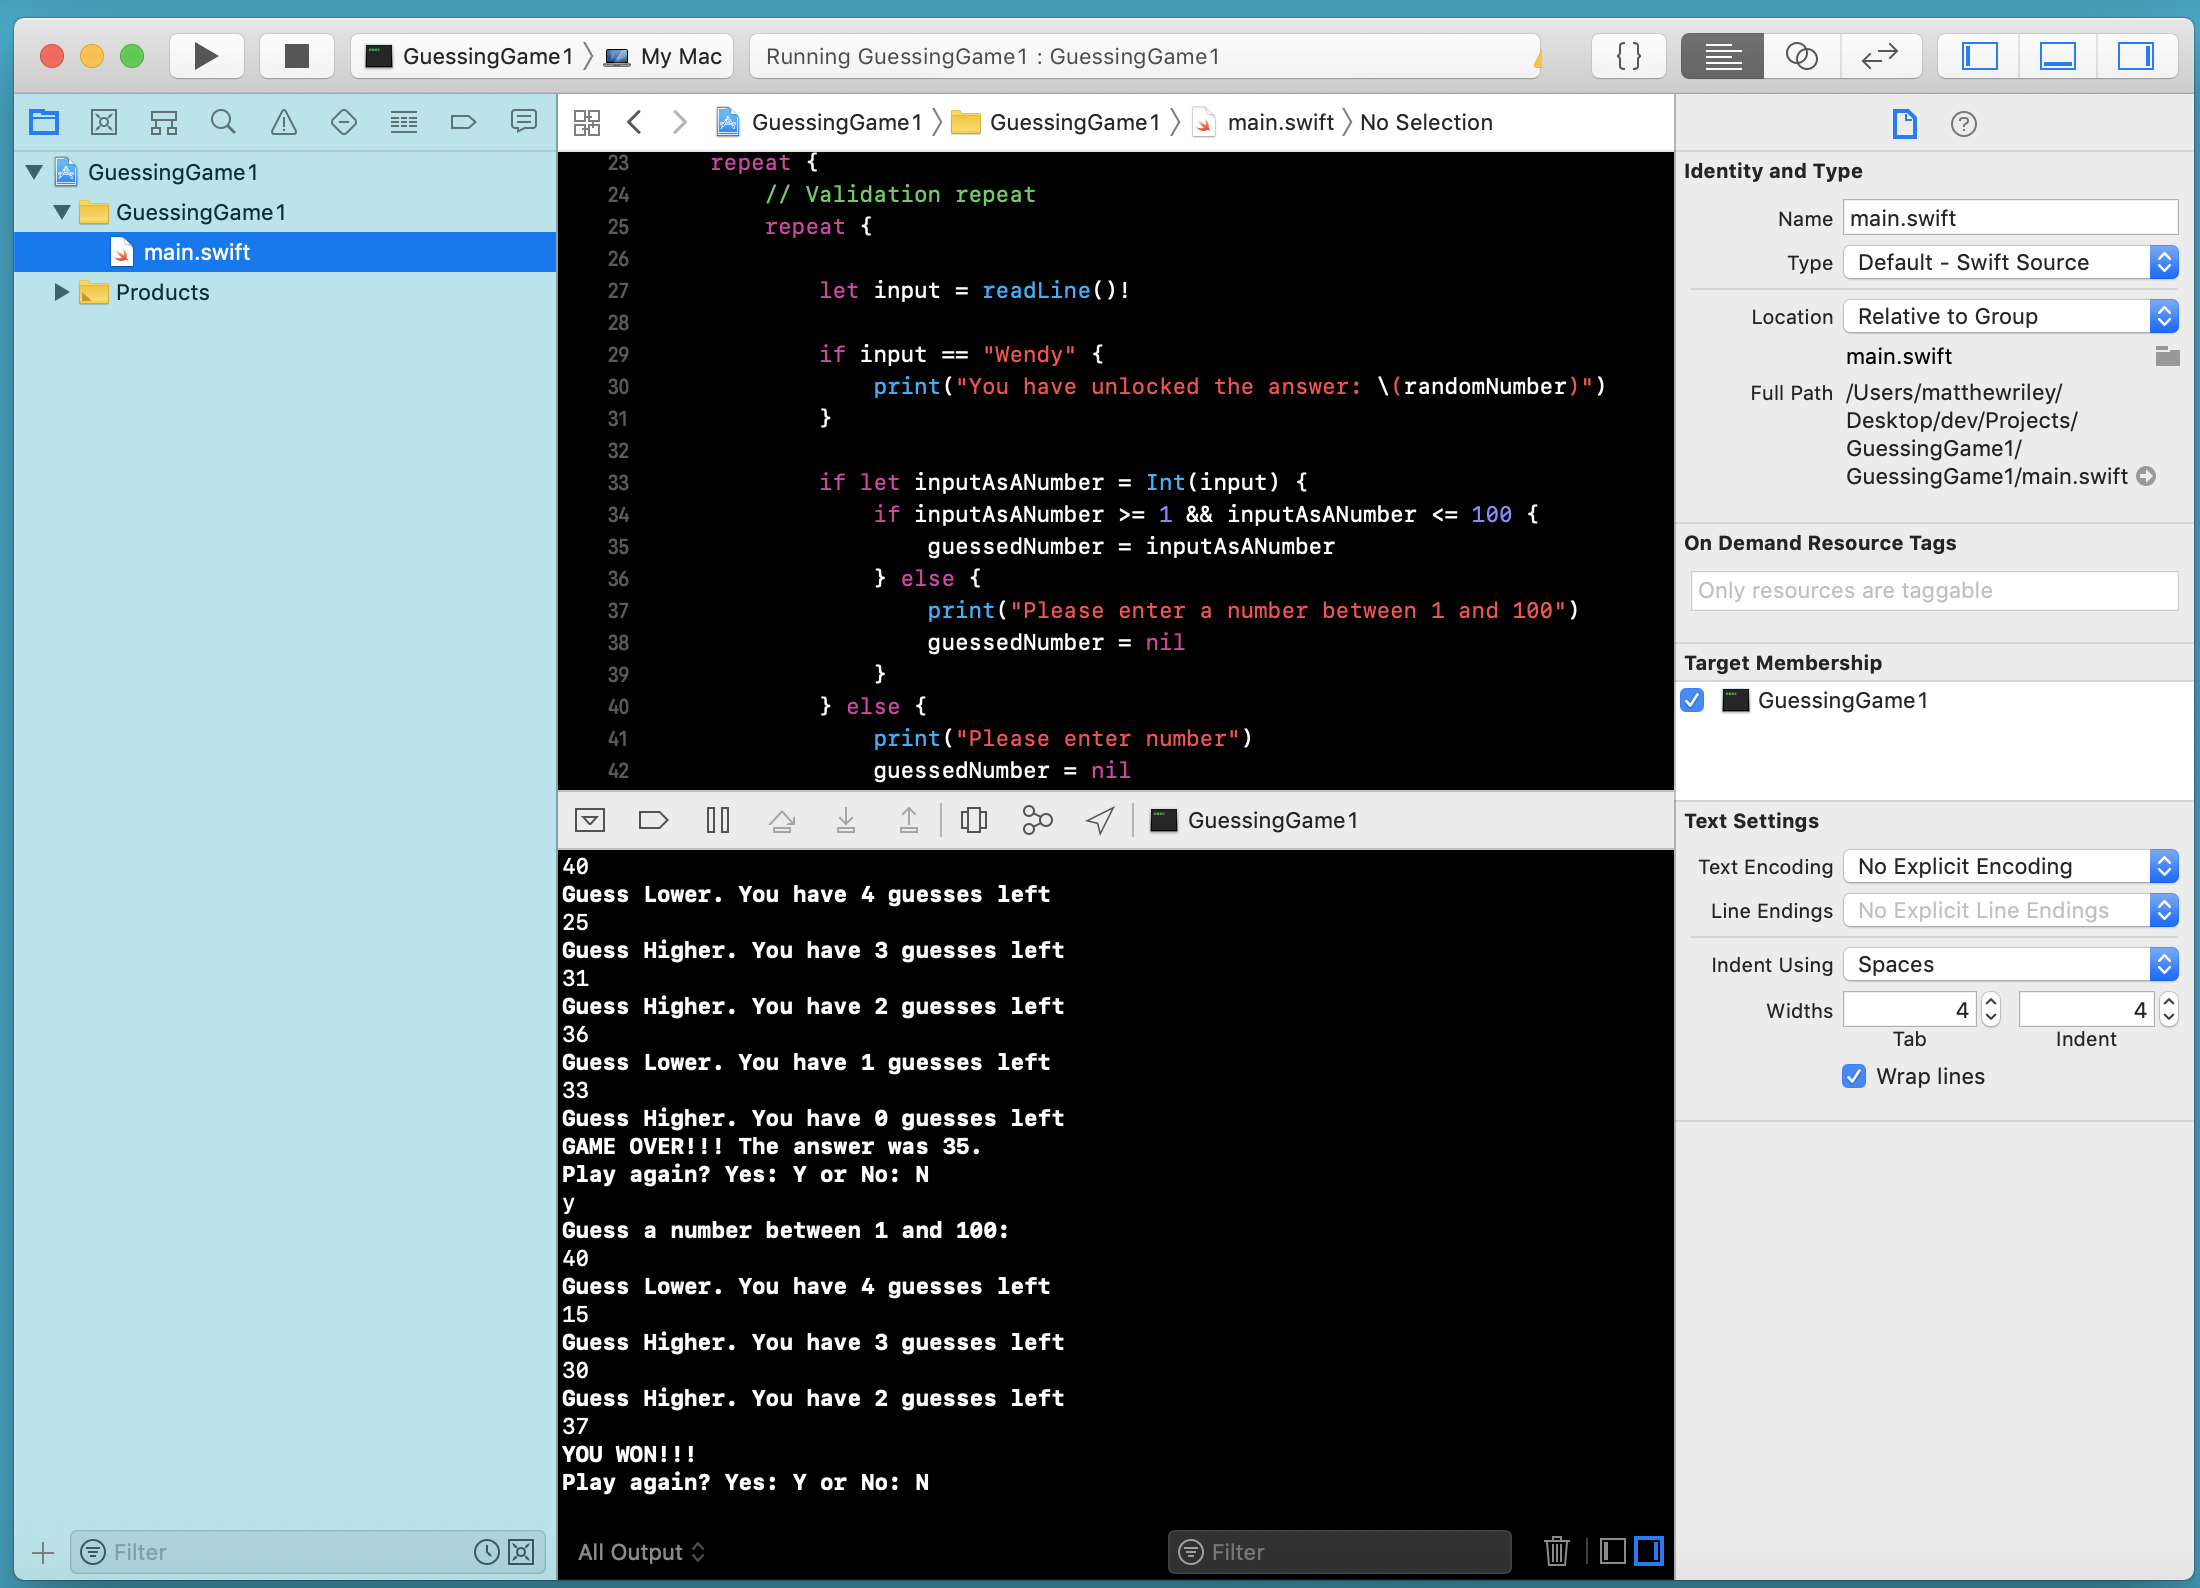 GuessingGame1 〉 My Mac
Running GuessingGame1 : GuessingGame1
{ }
GuessingGame1
GuessingGame1
main.swift
Products
Filter
GuessingGame1 〉 GuessingGame1 〉 main.swift 〉 No Selection
23 repeat {
24 // Validation repeat
25 repeat {
26
27 let input = readLine()!
28
29 if input == "Wendy" {
30 print("You have unlocked the answer: \(randomNumber)")
31 }
32
33 if let inputAsANumber = Int(input) {
34 if inputAsANumber >= 1 && inputAsANumber <= 100 {
35 guessedNumber = inputAsANumber
36 } else {
37 print("Please enter a number between 1 and 100")
38 guessedNumber = nil
39 }
40 } else {
41 print("Please enter number")
42 guessedNumber = nil
GuessingGame1
40
Guess Lower. You have 4 guesses left
25
Guess Higher. You have 3 guesses left
31
Guess Higher. You have 2 guesses left
36
Guess Lower. You have 1 guesses left
33
Guess Higher. You have 0 guesses left
GAME OVER!!! The answer was 35.
Play again? Yes: Y or No: N
y
Guess a number between 1 and 100:
40
Guess Lower. You have 4 guesses left
15
Guess Higher. You have 3 guesses left
30
Guess Higher. You have 2 guesses left
37
YOU WON!!!
Play again? Yes: Y or No: N
All Output
Filter
Identity and Type
Name main.swift
Type Default - Swift Source
Location Relative to Group
main.swift
Full Path /Users/matthewriley/
Desktop/dev/Projects/
GuessingGame1/
GuessingGame1/main.swift
On Demand Resource Tags
Only resources are taggable
Target Membership
GuessingGame1
Text Settings
Text Encoding No Explicit Encoding
Line Endings No Explicit Line Endings
Indent Using Spaces
Widths 4 4
Tab Indent
Wrap lines